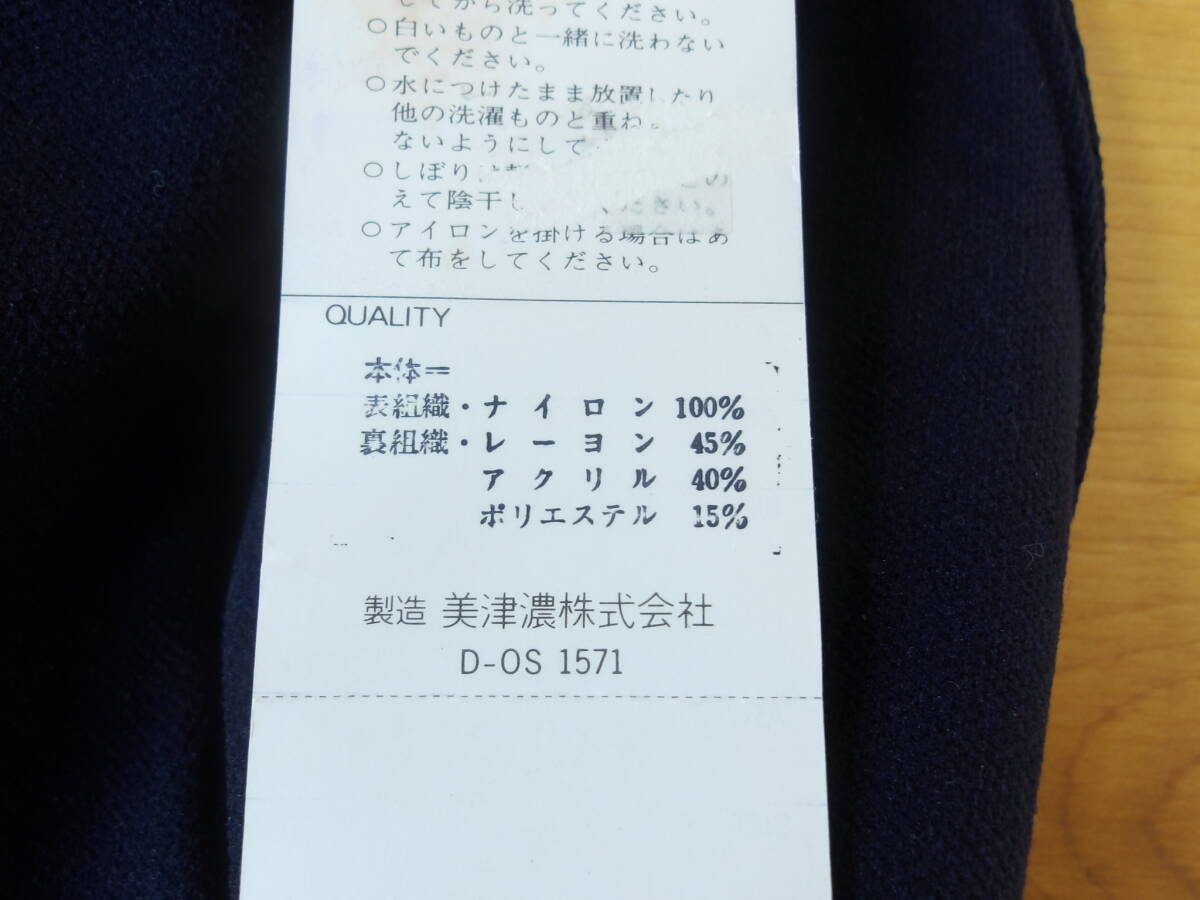 してから洗ってください。
○白いものと一緒に洗わない
でください。
○水につけたまま放置したり
他の洗濯ものと重ね
ないようにして
○しぼりは
えて陰干し ください。
○アイロンを掛ける場合はあ
て布をしてください。
QUALITY
本体=
表組織・ナイロン 100%
裏組織・レーヨン 45%
アクリル 40%
ポリエステル 15%
製造 美津濃株式会社
D-OS 1571